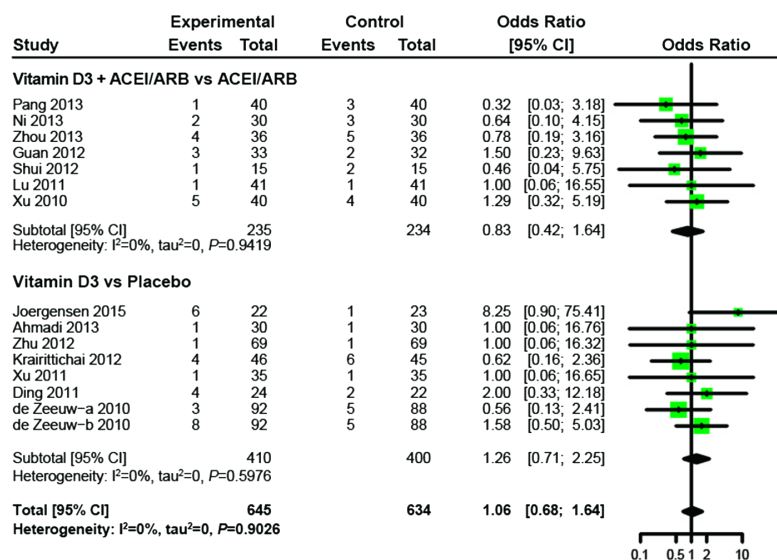 Experimental Control Odds Ratio
Study Events Total Events Total [95% CI] Odds Ratio
Vitamin D3 + ACEI/ARB vs ACEI/ARB
Pang 2013 1 40 3 40 0.32 [0.03; 3.18]
Ni 2013 2 30 3 30 0.64 [0.10; 4.15]
Zhou 2013 4 36 5 36 0.78 [0.19; 3.16]
Guan 2012 3 33 2 32 1.50 [0.23; 9.63]
Shui 2012 1 15 2 15 0.46 [0.04; 5.75]
Lu 2011 1 41 1 41 1.00 [0.06; 16.55]
Xu 2010 5 40 4 40 1.29 [0.32; 5.19]
Subtotal [95% CI] 235 234 0.83 [0.42; 1.64]
Heterogeneity: I²=0%, tau²=0, P=0.9419
Vitamin D3 vs Placebo
Joergensen 2015 6 22 1 23 8.25 [0.90; 75.41]
Ahmadi 2013 1 30 1 30 1.00 [0.06; 16.76]
Zhu 2012 1 69 1 69 1.00 [0.06; 16.32]
Krairittichai 2012 4 46 6 45 0.62 [0.16; 2.36]
Xu 2011 1 35 1 35 1.00 [0.06; 16.65]
Ding 2011 4 24 2 22 2.00 [0.33; 12.18]
de Zeeuw−a 2010 3 92 5 88 0.56 [0.13; 2.41]
de Zeeuw−b 2010 8 92 5 88 1.58 [0.50; 5.03]
Subtotal [95% CI] 410 400 1.26 [0.71; 2.25]
Heterogeneity: I²=0%, tau²=0, P=0.5976
Total [95% CI] 645 634 1.06 [0.68; 1.64]
Heterogeneity: I²=0%, tau²=0, P=0.9026
0.1 0.5 1 2 10